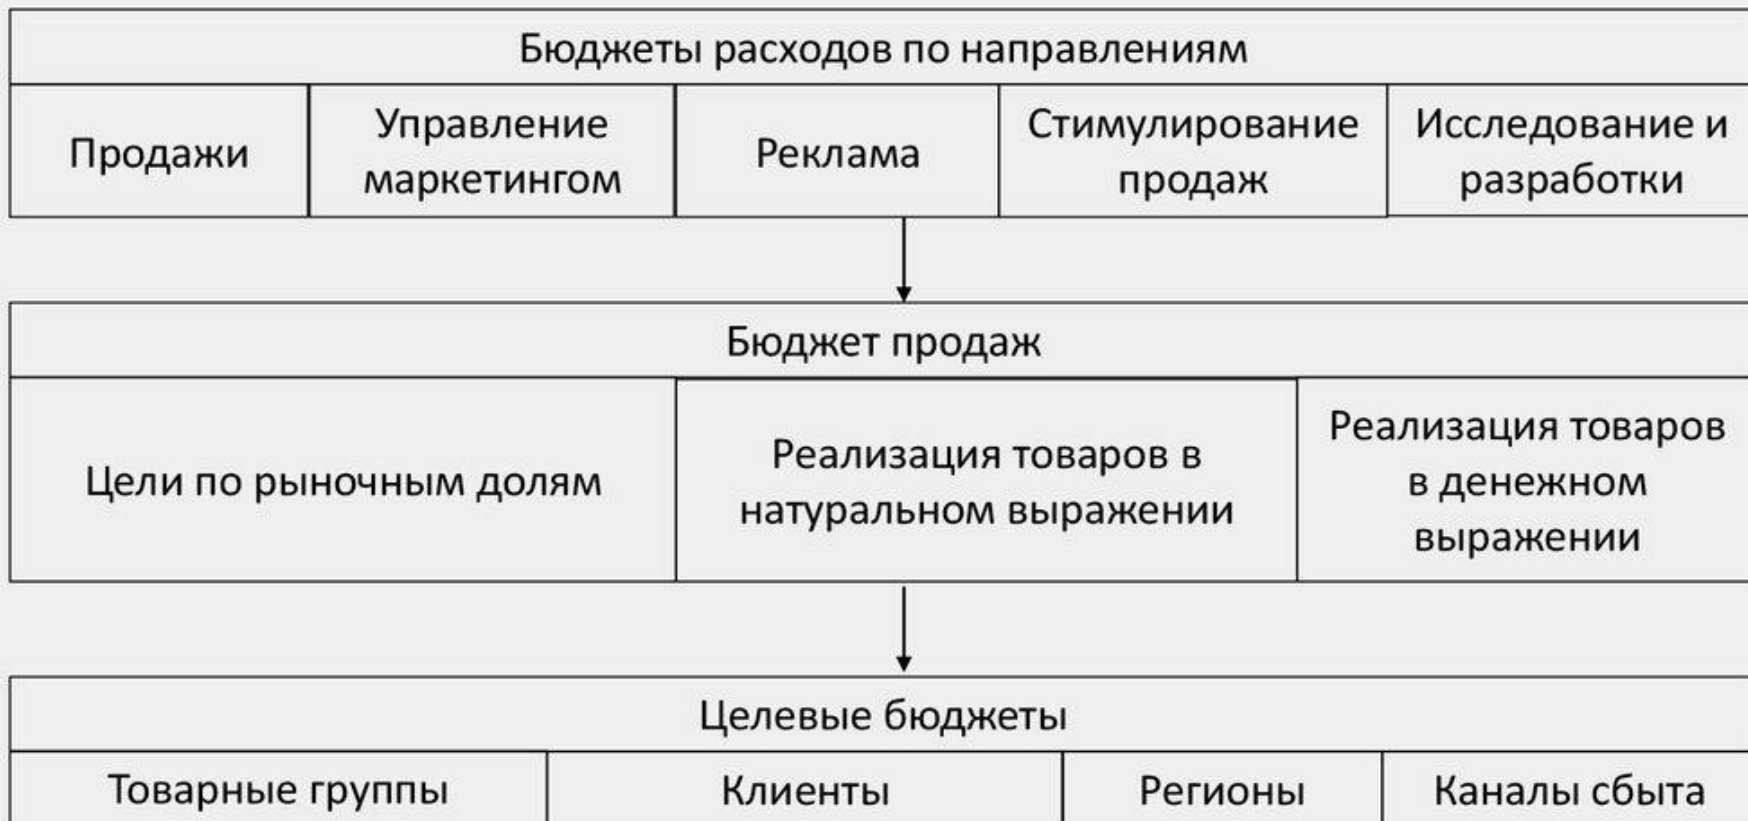 Бюджеты расходов по направлениям
Продажи
Управление
маркетингом
Реклама
Стимулирование
продаж
Исследование и
разработки
Бюджет продаж
Цели по рыночным долям
Реализация товаров в
натуральном выражении
Реализация товаров
в денежном
выражении
Целевые бюджеты
Товарные группы
Клиенты
Регионы
Каналы сбыта